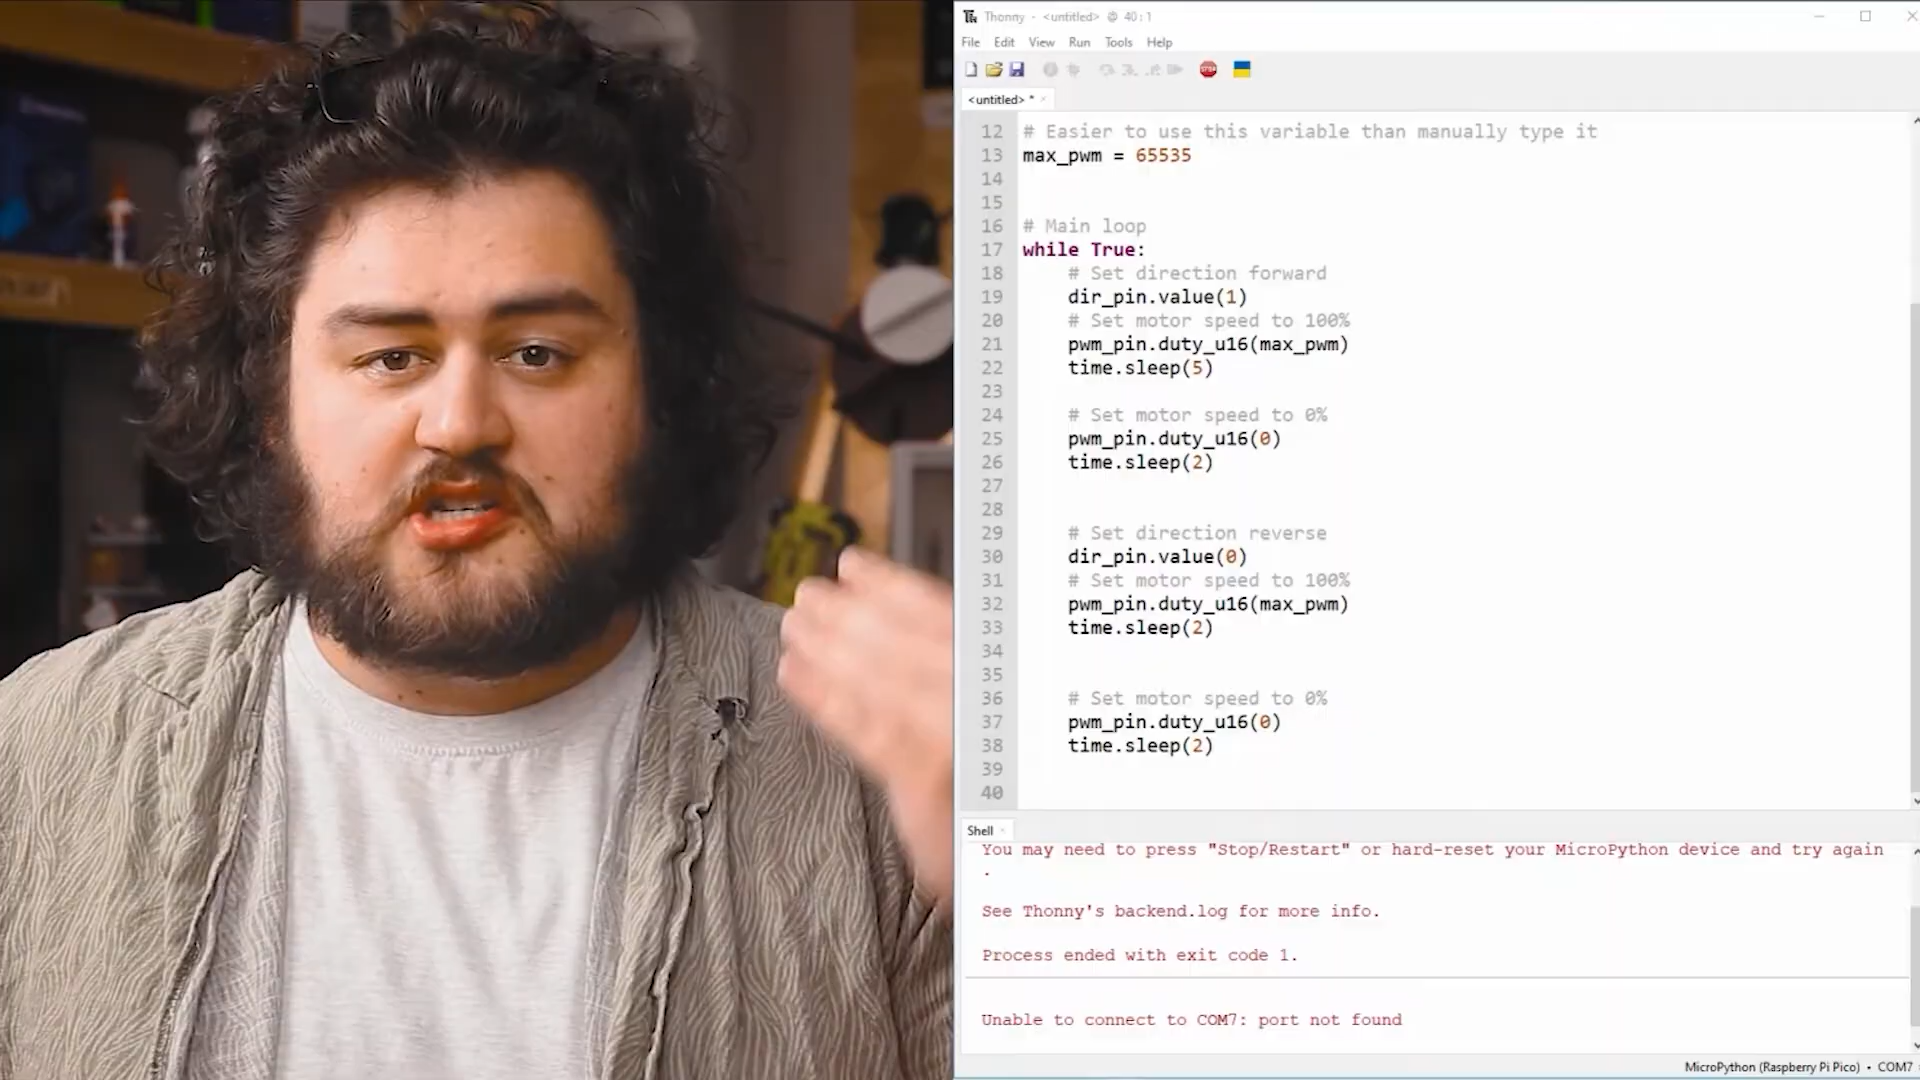 Thonny - <untitled> @ 40:1
File Edit View Run Tools Help
STOP
<untitled> *
12 # Easier to use this variable than manually type it
13 max_pwm = 65535
14
15
16 # Main loop
17 while True:
18 # Set direction forward
19 dir_pin.value(1)
20 # Set motor speed to 100%
21 pwm_pin.duty_u16(max_pwm)
22 time.sleep(5)
23
24 # Set motor speed to 0%
25 pwm_pin.duty_u16(0)
26 time.sleep(2)
27
28
29 # Set direction reverse
30 dir_pin.value(0)
31 # Set motor speed to 100%
32 pwm_pin.duty_u16(max_pwm)
33 time.sleep(2)
34
35
36 # Set motor speed to 0%
37 pwm_pin.duty_u16(0)
38 time.sleep(2)
39
40
Shell
You may need to press "Stop/Restart" or hard-reset your MicroPython device and try again
.
See Thonny's backend.log for more info.
Process ended with exit code 1.
Unable to connect to COM7: port not found
MicroPython (Raspberry Pi Pico) • COM7